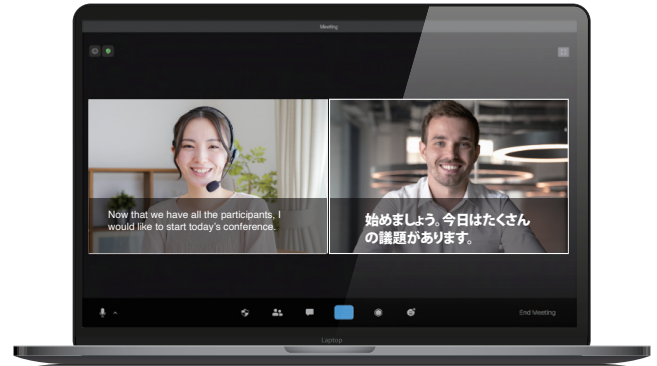 Meeting
Now that we have all the participants, I
would like to start today's conference.
始めましょう。今日はたくさん
の議題があります。
End Meeting
Laptop